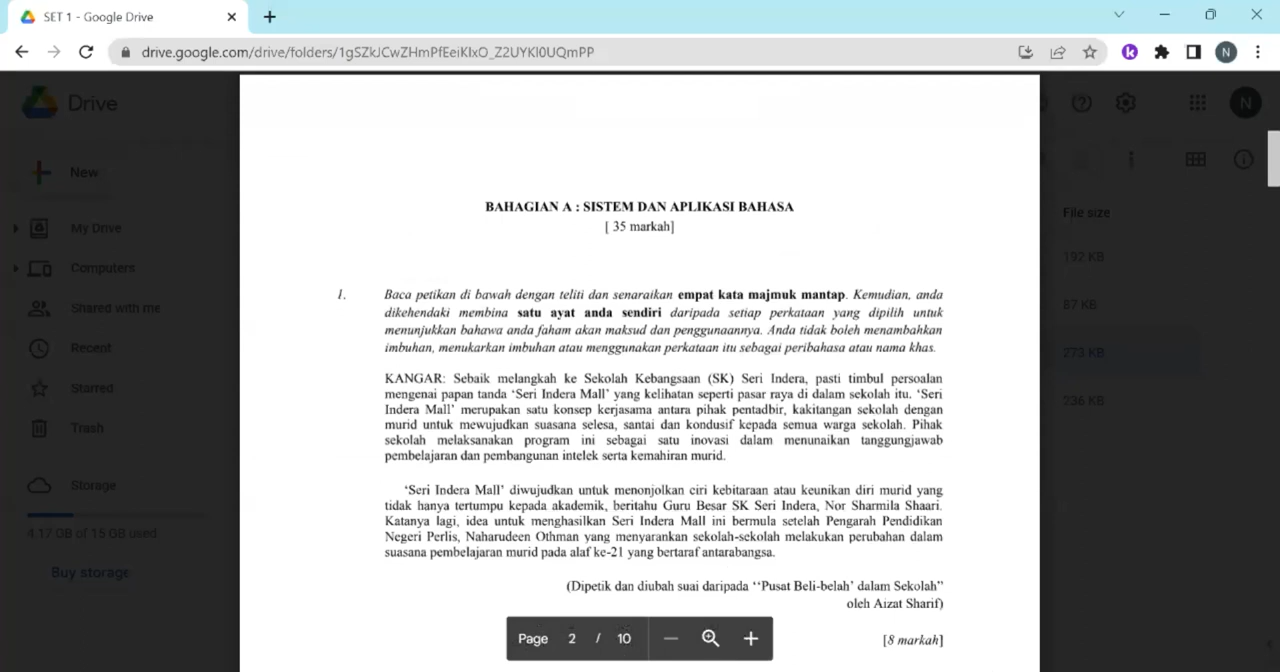 SET 1 - Google Drive
drive.google.com/drive/folders/1gSZkJCwZHmPfEeiKIxO_Z2UYKI0UQmPP
N
Drive
N
New
My Drive
Computers
Shared with me
Recent
Starred
Trash
Storage
4.17 GB of 15 GB used
Buy storage
File size
192 KB
87 KB
273 KB
236 KB
BAHAGIAN A : SISTEM DAN APLIKASI BAHASA
[ 35 markah]
1. Baca petikan di bawah dengan teliti dan senaraikan empat kata majmuk mantap. Kemudian, anda
dikehendaki membina satu ayat anda sendiri daripada setiap perkataan yang dipilih untuk
menunjukkan bahawa anda faham akan maksud dan penggunaannya. Anda tidak boleh menambahkan
imbuhan, menukarkan imbuhan atau menggunakan perkataan itu sebagai peribahasa atau nama khas.
KANGAR: Sebaik melangkah ke Sekolah Kebangsaan (SK) Seri Indera, pasti timbul persoalan
mengenai papan tanda ‘Seri Indera Mall’ yang kelihatan seperti pasar raya di dalam sekolah itu. ‘Seri
Indera Mall’ merupakan satu konsep kerjasama antara pihak pentadbir, kakitangan sekolah dengan
murid untuk mewujudkan suasana selesa, santai dan kondusif kepada semua warga sekolah. Pihak
sekolah melaksanakan program ini sebagai satu inovasi dalam menunaikan tanggungjawab
pembelajaran dan pembangunan intelek serta kemahiran murid.
‘Seri Indera Mall’ diwujudkan untuk menonjolkan ciri kebitaraan atau keunikan diri murid yang
tidak hanya tertumpu kepada akademik, beritahu Guru Besar SK Seri Indera, Nor Sharmila Shaari.
Katanya lagi, idea untuk menghasilkan Seri Indera Mall ini bermula setelah Pengarah Pendidikan
Negeri Perlis, Naharudeen Othman yang menyarankan sekolah-sekolah melakukan perubahan dalam
suasana pembelajaran murid pada alaf ke-21 yang bertaraf antarabangsa.
(Dipetik dan diubah suai daripada ‘‘Pusat Beli-belah’ dalam Sekolah”
oleh Aizat Sharif)
[8 markah]
Page 2 / 10